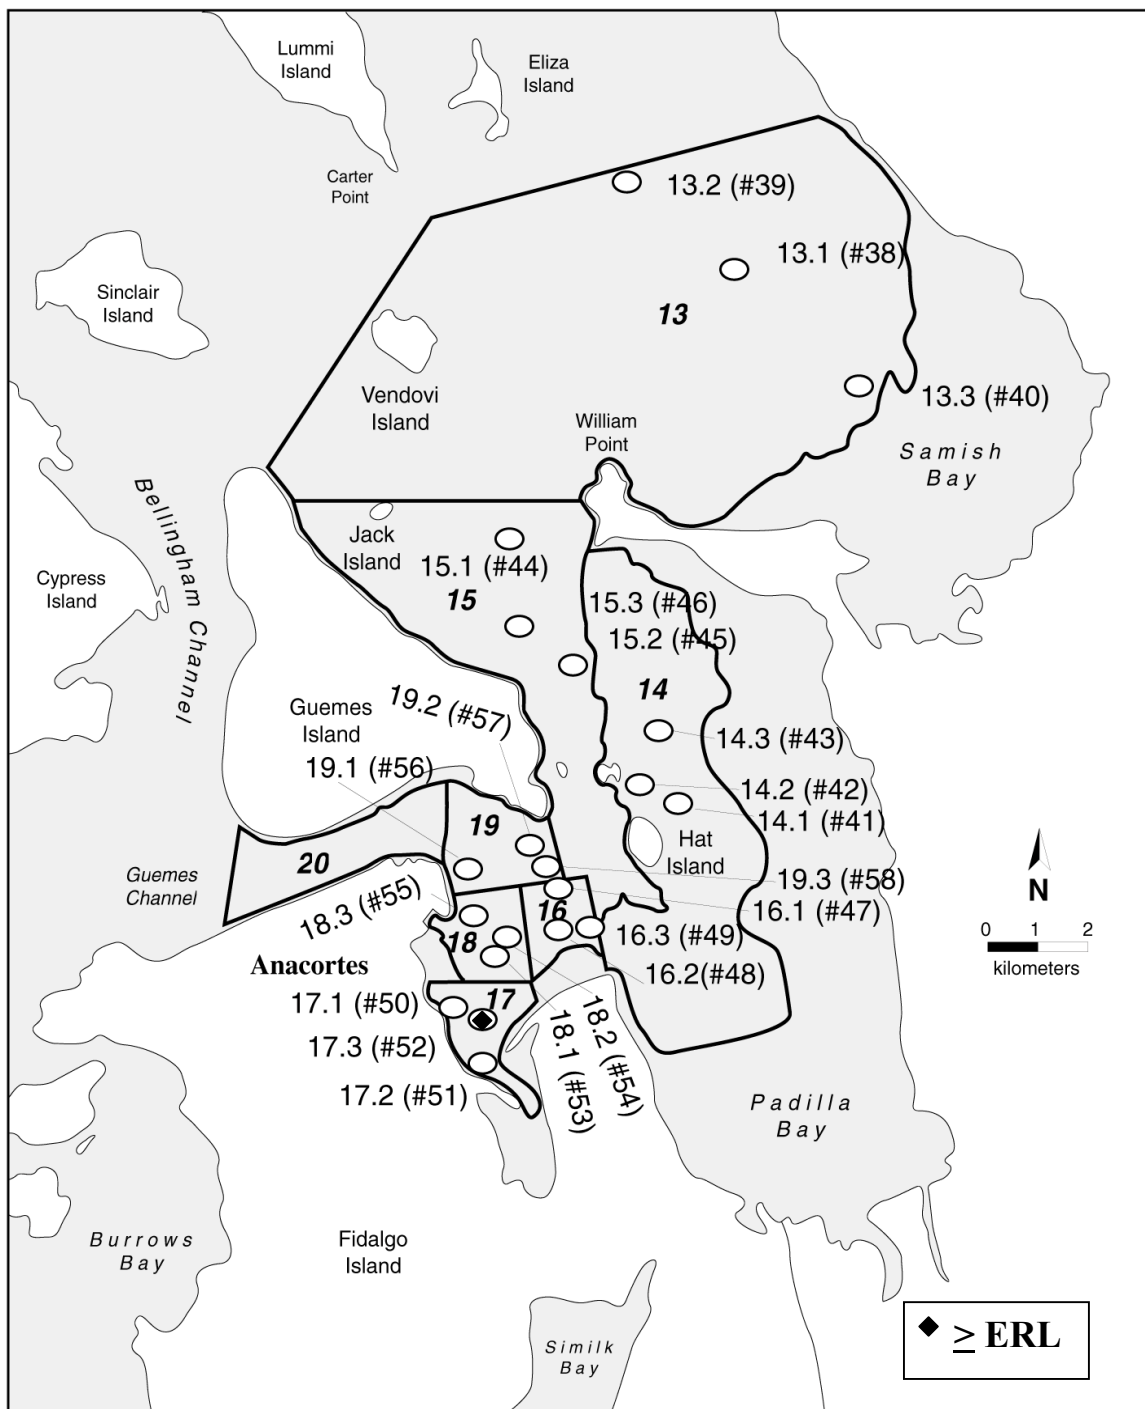 Lummi
Island
Eliza
Island
Carter
Point
13.2 (#39)
13.1 (#38)
13
Sinclair
Island
Vendovi
Island
13.3 (#40)
William
Point
Samish
Bay
Bellingham Channel
Jack
Island
15.1 (#44)
15
Cypress
Island
15.3 (#46)
15.2 (#45)
14
19.2 (#57)
Guemes
Island
14.3 (#43)
19.1 (#56)
14.2 (#42)
14.1 (#41)
19
Hat
Island
20
Guemes
Channel
19.3 (#58)
18.3 (#55)
16
16.1 (#47)
N
18
16.3 (#49)
0 1 2
kilometers
Anacortes
16.2(#48)
17.1 (#50)
17
17.3 (#52)
18.2 (#54)
18.1 (#53)
17.2 (#51)
Padilla
Bay
Burrows
Bay
Fidalgo
Island
Similk
Bay
≥ ERL